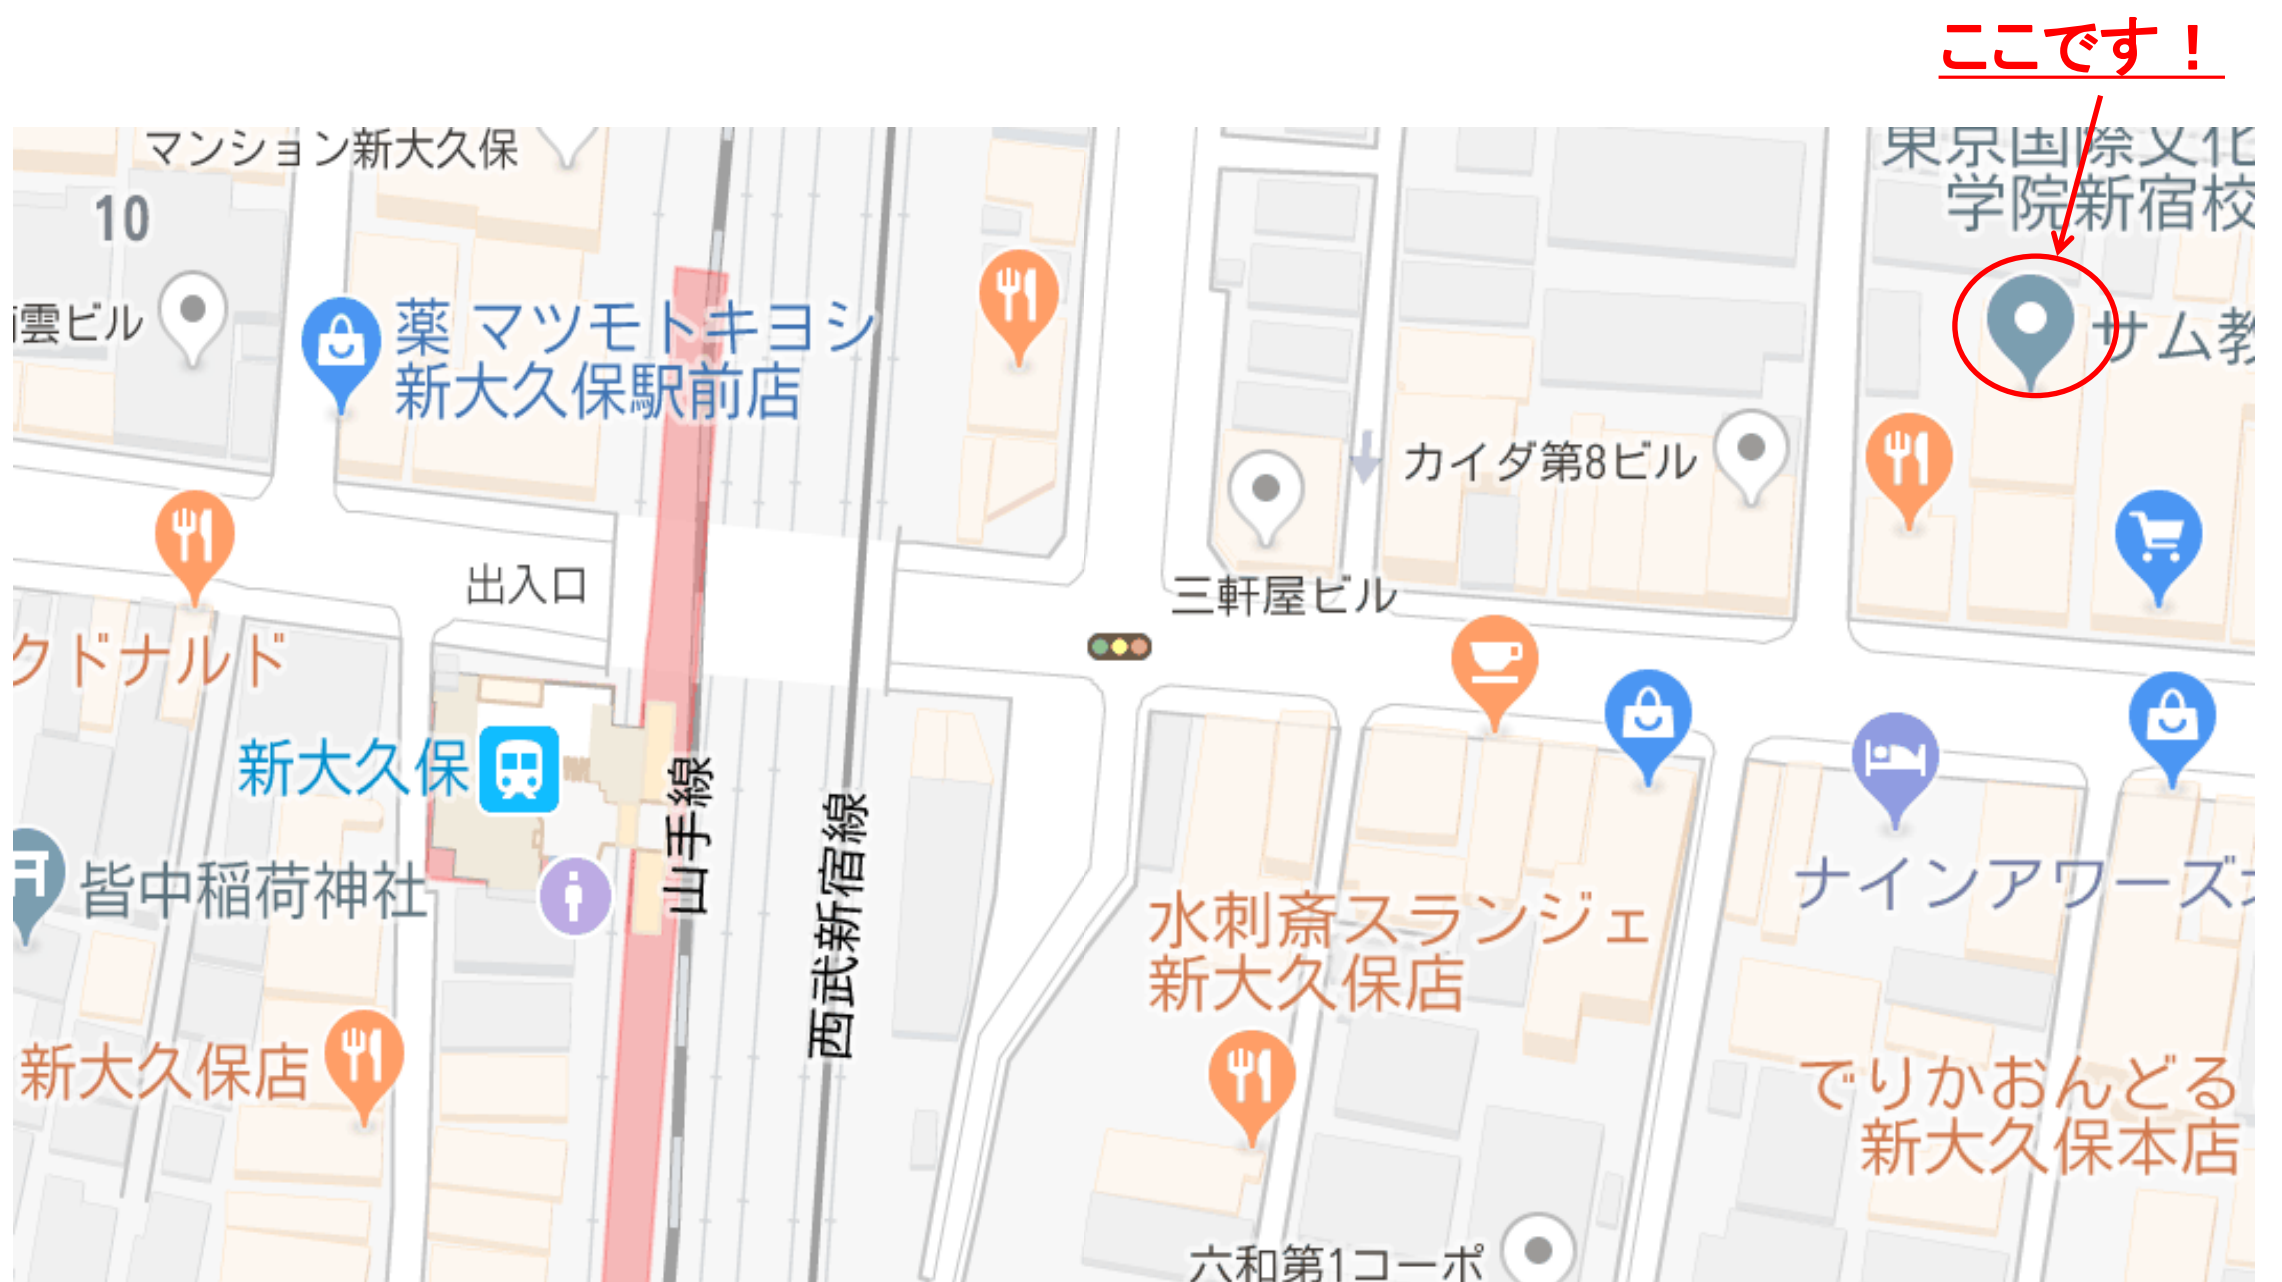 ここです！
マンション新大久保
東京国際文化
学院新宿校
10
雲ビル
薬 マツモトキヨシ
新大久保駅前店
サム教
カイダ第8ビル
出入口
三軒屋ビル
クドナルド
新大久保
山手線
西武新宿線
皆中稲荷神社
ナインアワーズ
水刺斎スランジェ
新大久保店
新大久保店
でりかおんどる
新大久保本店
六和第1コーポ